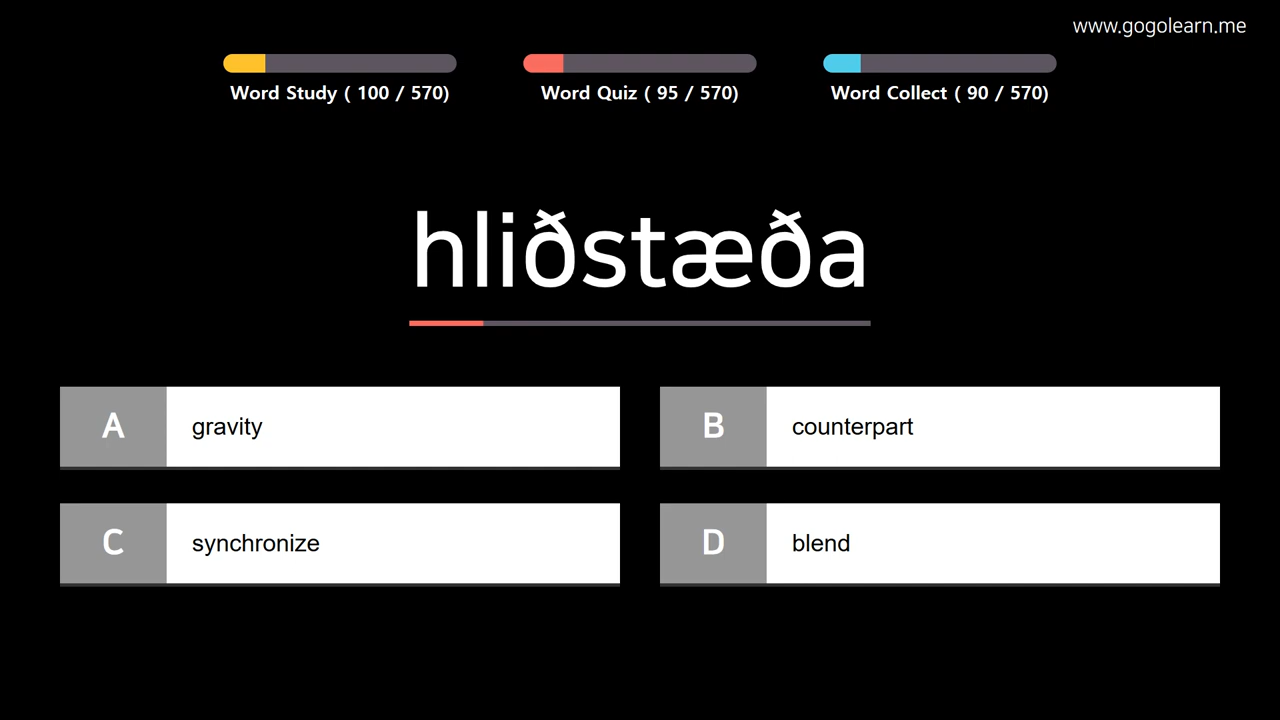 www.gogolearn.me
Word Study ( 100 / 570)
Word Quiz ( 95 / 570)
Word Collect ( 90 / 570)
hliðstæða
A gravity
B counterpart
C synchronize
D blend